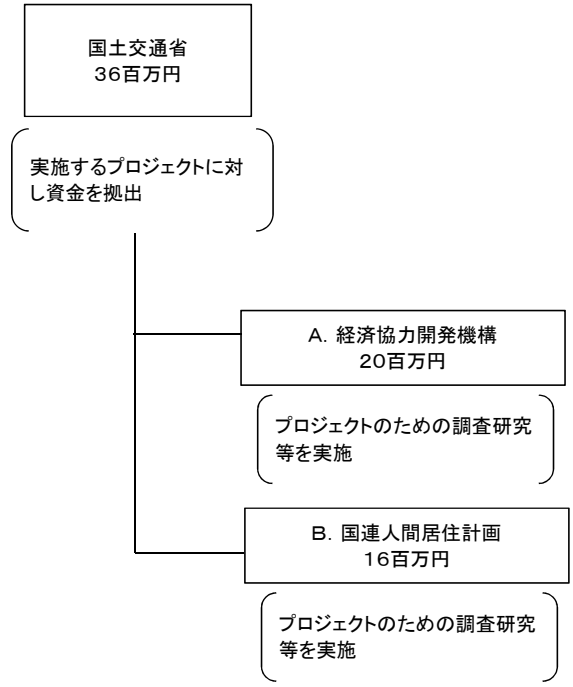 国土交通省
３６百万円
実施するプロジェクトに対
し資金を拠出
Ａ．経済協力開発機構
２０百万円
プロジェクトのための調査研究
等を実施
Ｂ．国連人間居住計画
１６百万円
プロジェクトのための調査研究
等を実施